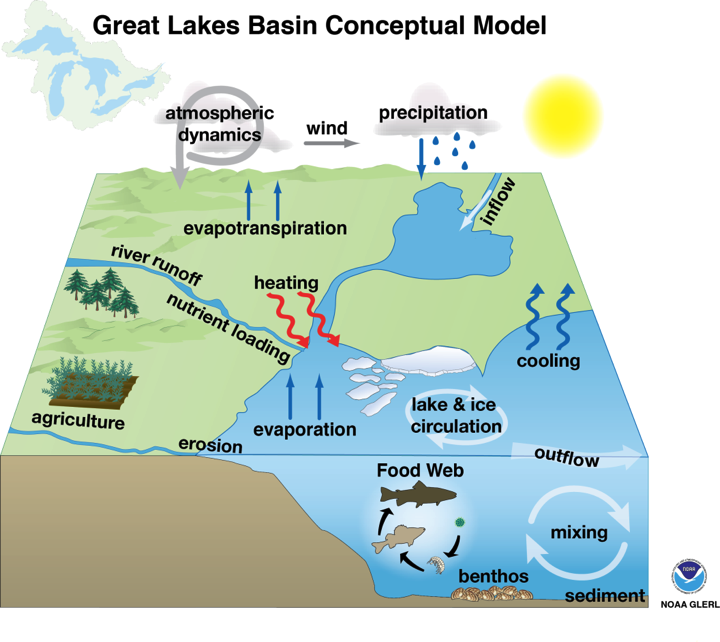 Great Lakes Basin Conceptual Model
atmospheric
dynamics
wind
precipitation
inflow
evapotranspiration
river runoff
heating
nutrient loading
cooling
agriculture
lake & ice
circulation
evaporation
erosion
outflow
Food Web
mixing
benthos
sediment
NOAA
NOAA GLERL